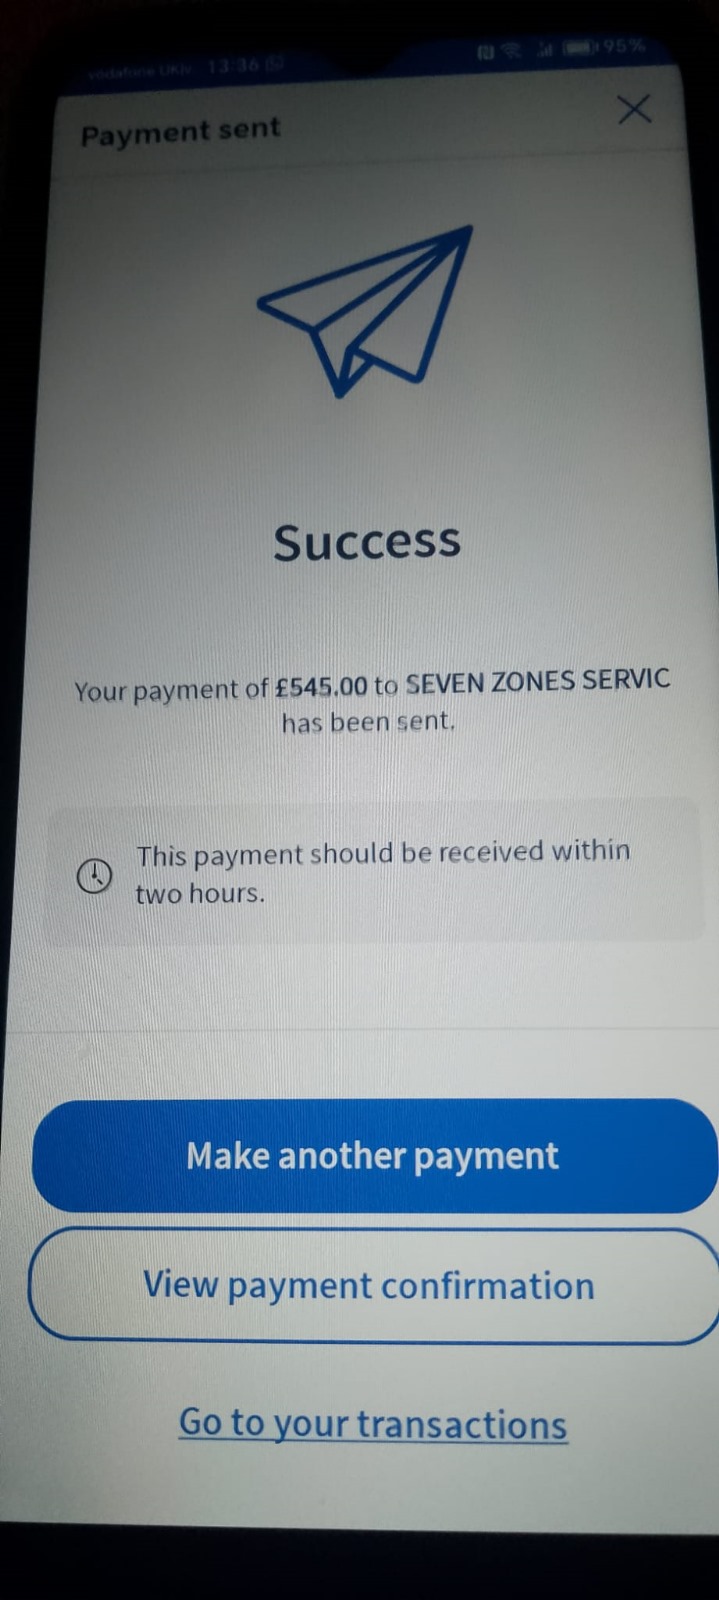 vodafone UK 13:36 95%
Payment sent
Success
Your payment of £545.00 to SEVEN ZONES SERVIC
has been sent.
This payment should be received within
two hours.
Make another payment
View payment confirmation
Go to your transactions